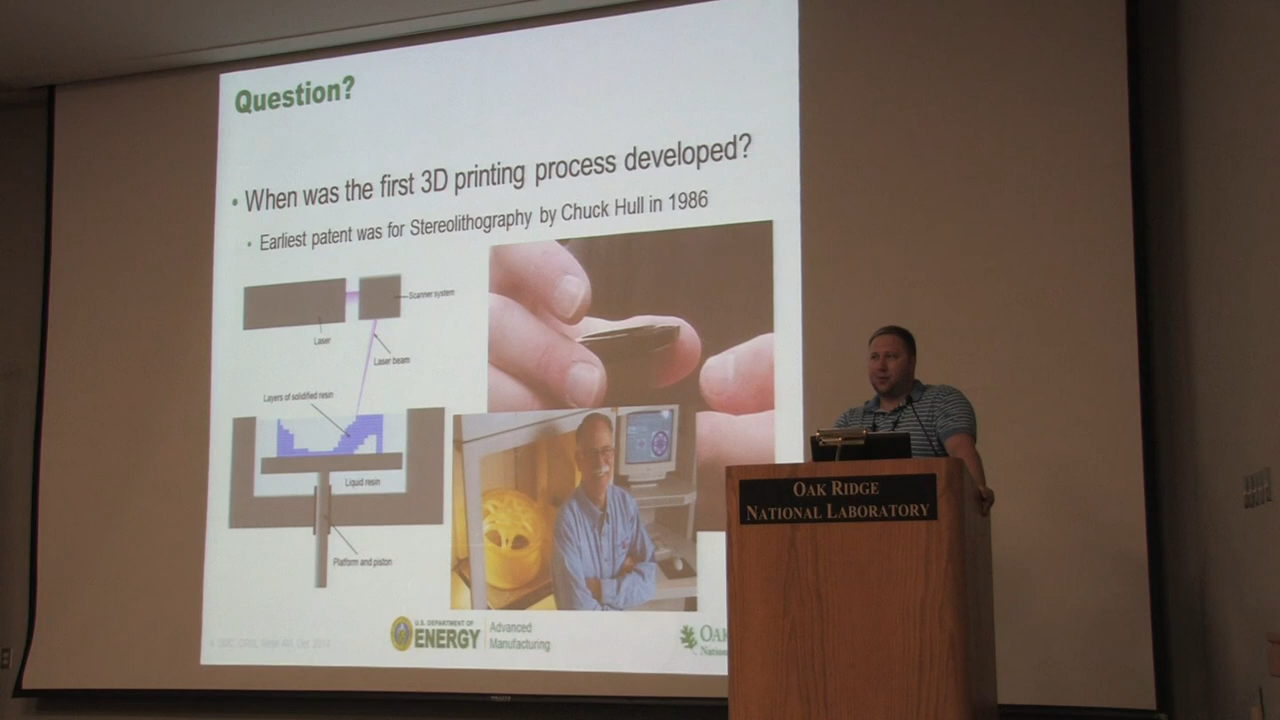 Question?
• When was the first 3D printing process developed?
• Earliest patent was for Stereolithography by Chuck Hull in 1986
Scanner system
Laser
Laser beam
Layers of solidified resin
Liquid resin
Platform and piston
U.S. DEPARTMENT OF
ENERGY
Advanced
Manufacturing
OAK
Nation
OAK RIDGE
NATIONAL LABORATORY